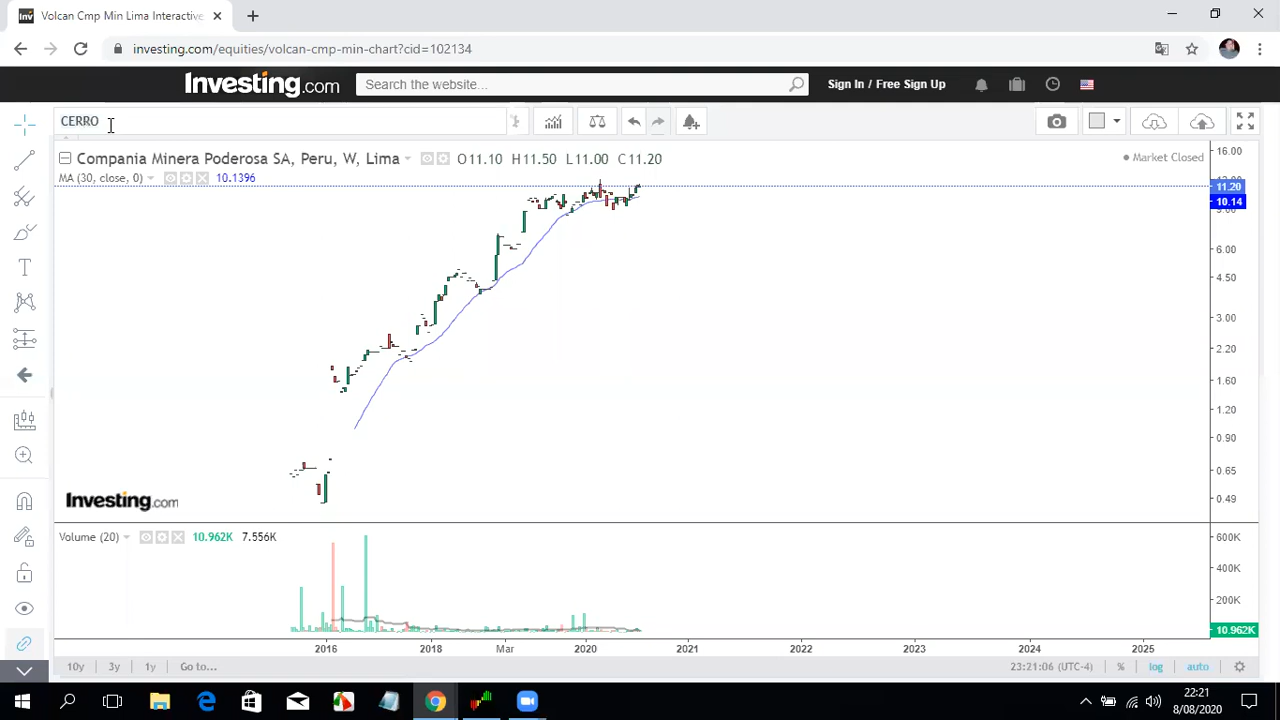 Volcan Cmp Min Lima Interactive
investing.com/equities/volcan-cmp-min-chart?cid=102134
Investing.com
Search the website...
Sign In / Free Sign Up
CERRO
Compania Minera Poderosa SA, Peru, W, Lima
O11.10 H11.50 L11.00 C11.20
Market Closed
MA (30, close, 0)
10.1396
16.00
11.20
10.14
6.00
4.50
3.00
2.20
1.60
1.20
0.90
0.65
0.49
Investing.com
Volume (20)
10.962K 7.556K
600K
400K
200K
10.962K
2016 2018 Mar 2020 2021 2022 2023 2024 2025
10y 3y 1y Go to...
23:21:06 (UTC-4) % log auto
22:21
8/08/2020